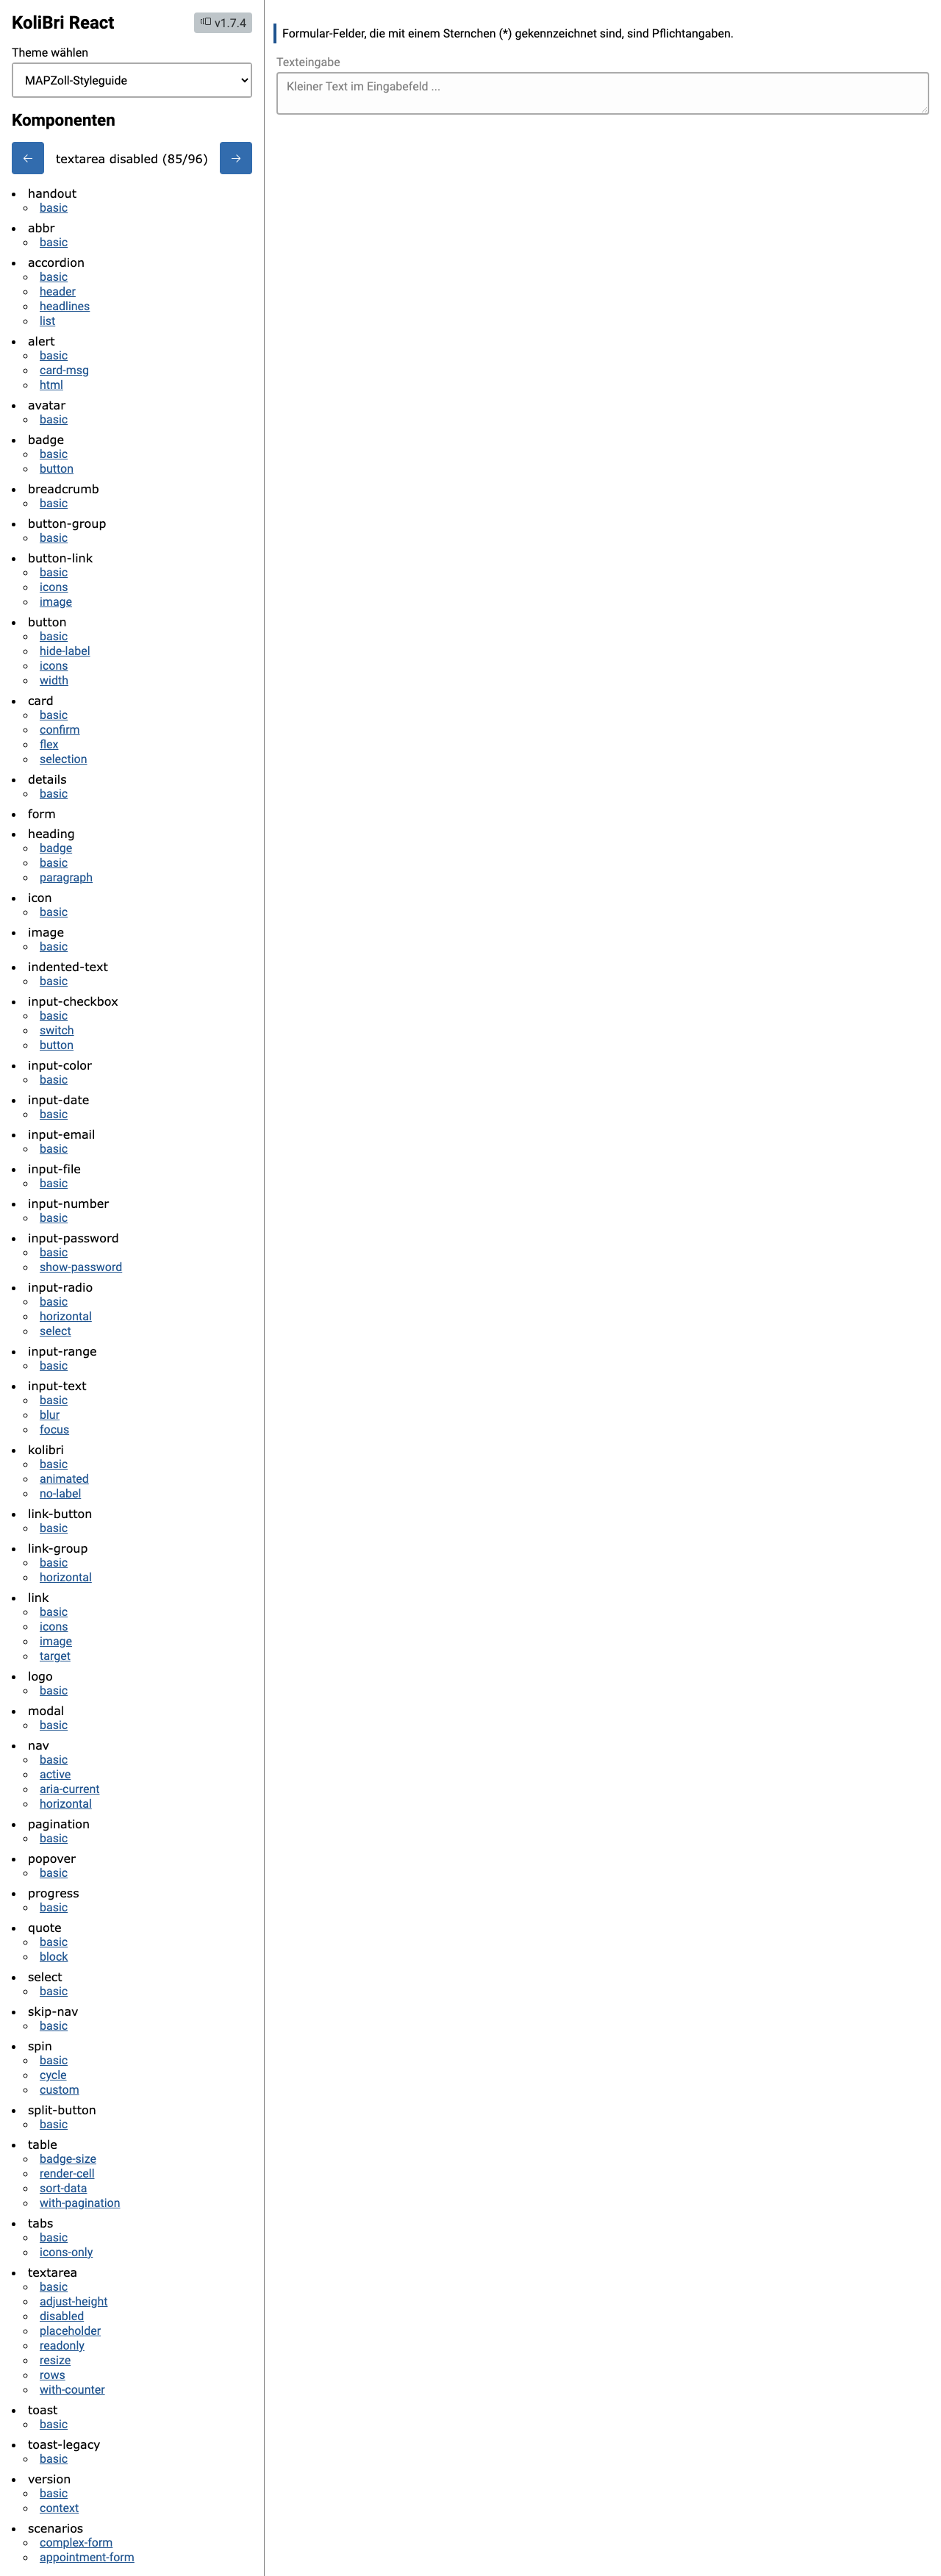 KoliBri React
v1.7.4
Theme wählen
MAPZoll-Styleguide
Komponenten
← textarea disabled (85/96) →
handout
basic
abbr
basic
accordion
basic
header
headlines
list
alert
basic
card-msg
html
avatar
basic
badge
basic
button
breadcrumb
basic
button-group
basic
button-link
basic
icons
image
button
basic
hide-label
icons
width
card
basic
confirm
flex
selection
details
basic
form
heading
badge
basic
paragraph
icon
basic
image
basic
indented-text
basic
input-checkbox
basic
switch
button
input-color
basic
input-date
basic
input-email
basic
input-file
basic
input-number
basic
input-password
basic
show-password
input-radio
basic
horizontal
select
input-range
basic
input-text
basic
blur
focus
kolibri
basic
animated
no-label
link-button
basic
link-group
basic
horizontal
link
basic
icons
image
target
logo
basic
modal
basic
nav
basic
active
aria-current
horizontal
pagination
basic
popover
basic
progress
basic
quote
basic
block
select
basic
skip-nav
basic
spin
basic
cycle
custom
split-button
basic
table
badge-size
render-cell
sort-data
with-pagination
tabs
basic
icons-only
textarea
basic
adjust-height
disabled
placeholder
readonly
resize
rows
with-counter
toast
basic
toast-legacy
basic
version
basic
context
scenarios
complex-form
appointment-form
Formular-Felder, die mit einem Sternchen (*) gekennzeichnet sind, sind Pflichtangaben.
Texteingabe
Kleiner Text im Eingabefeld ...